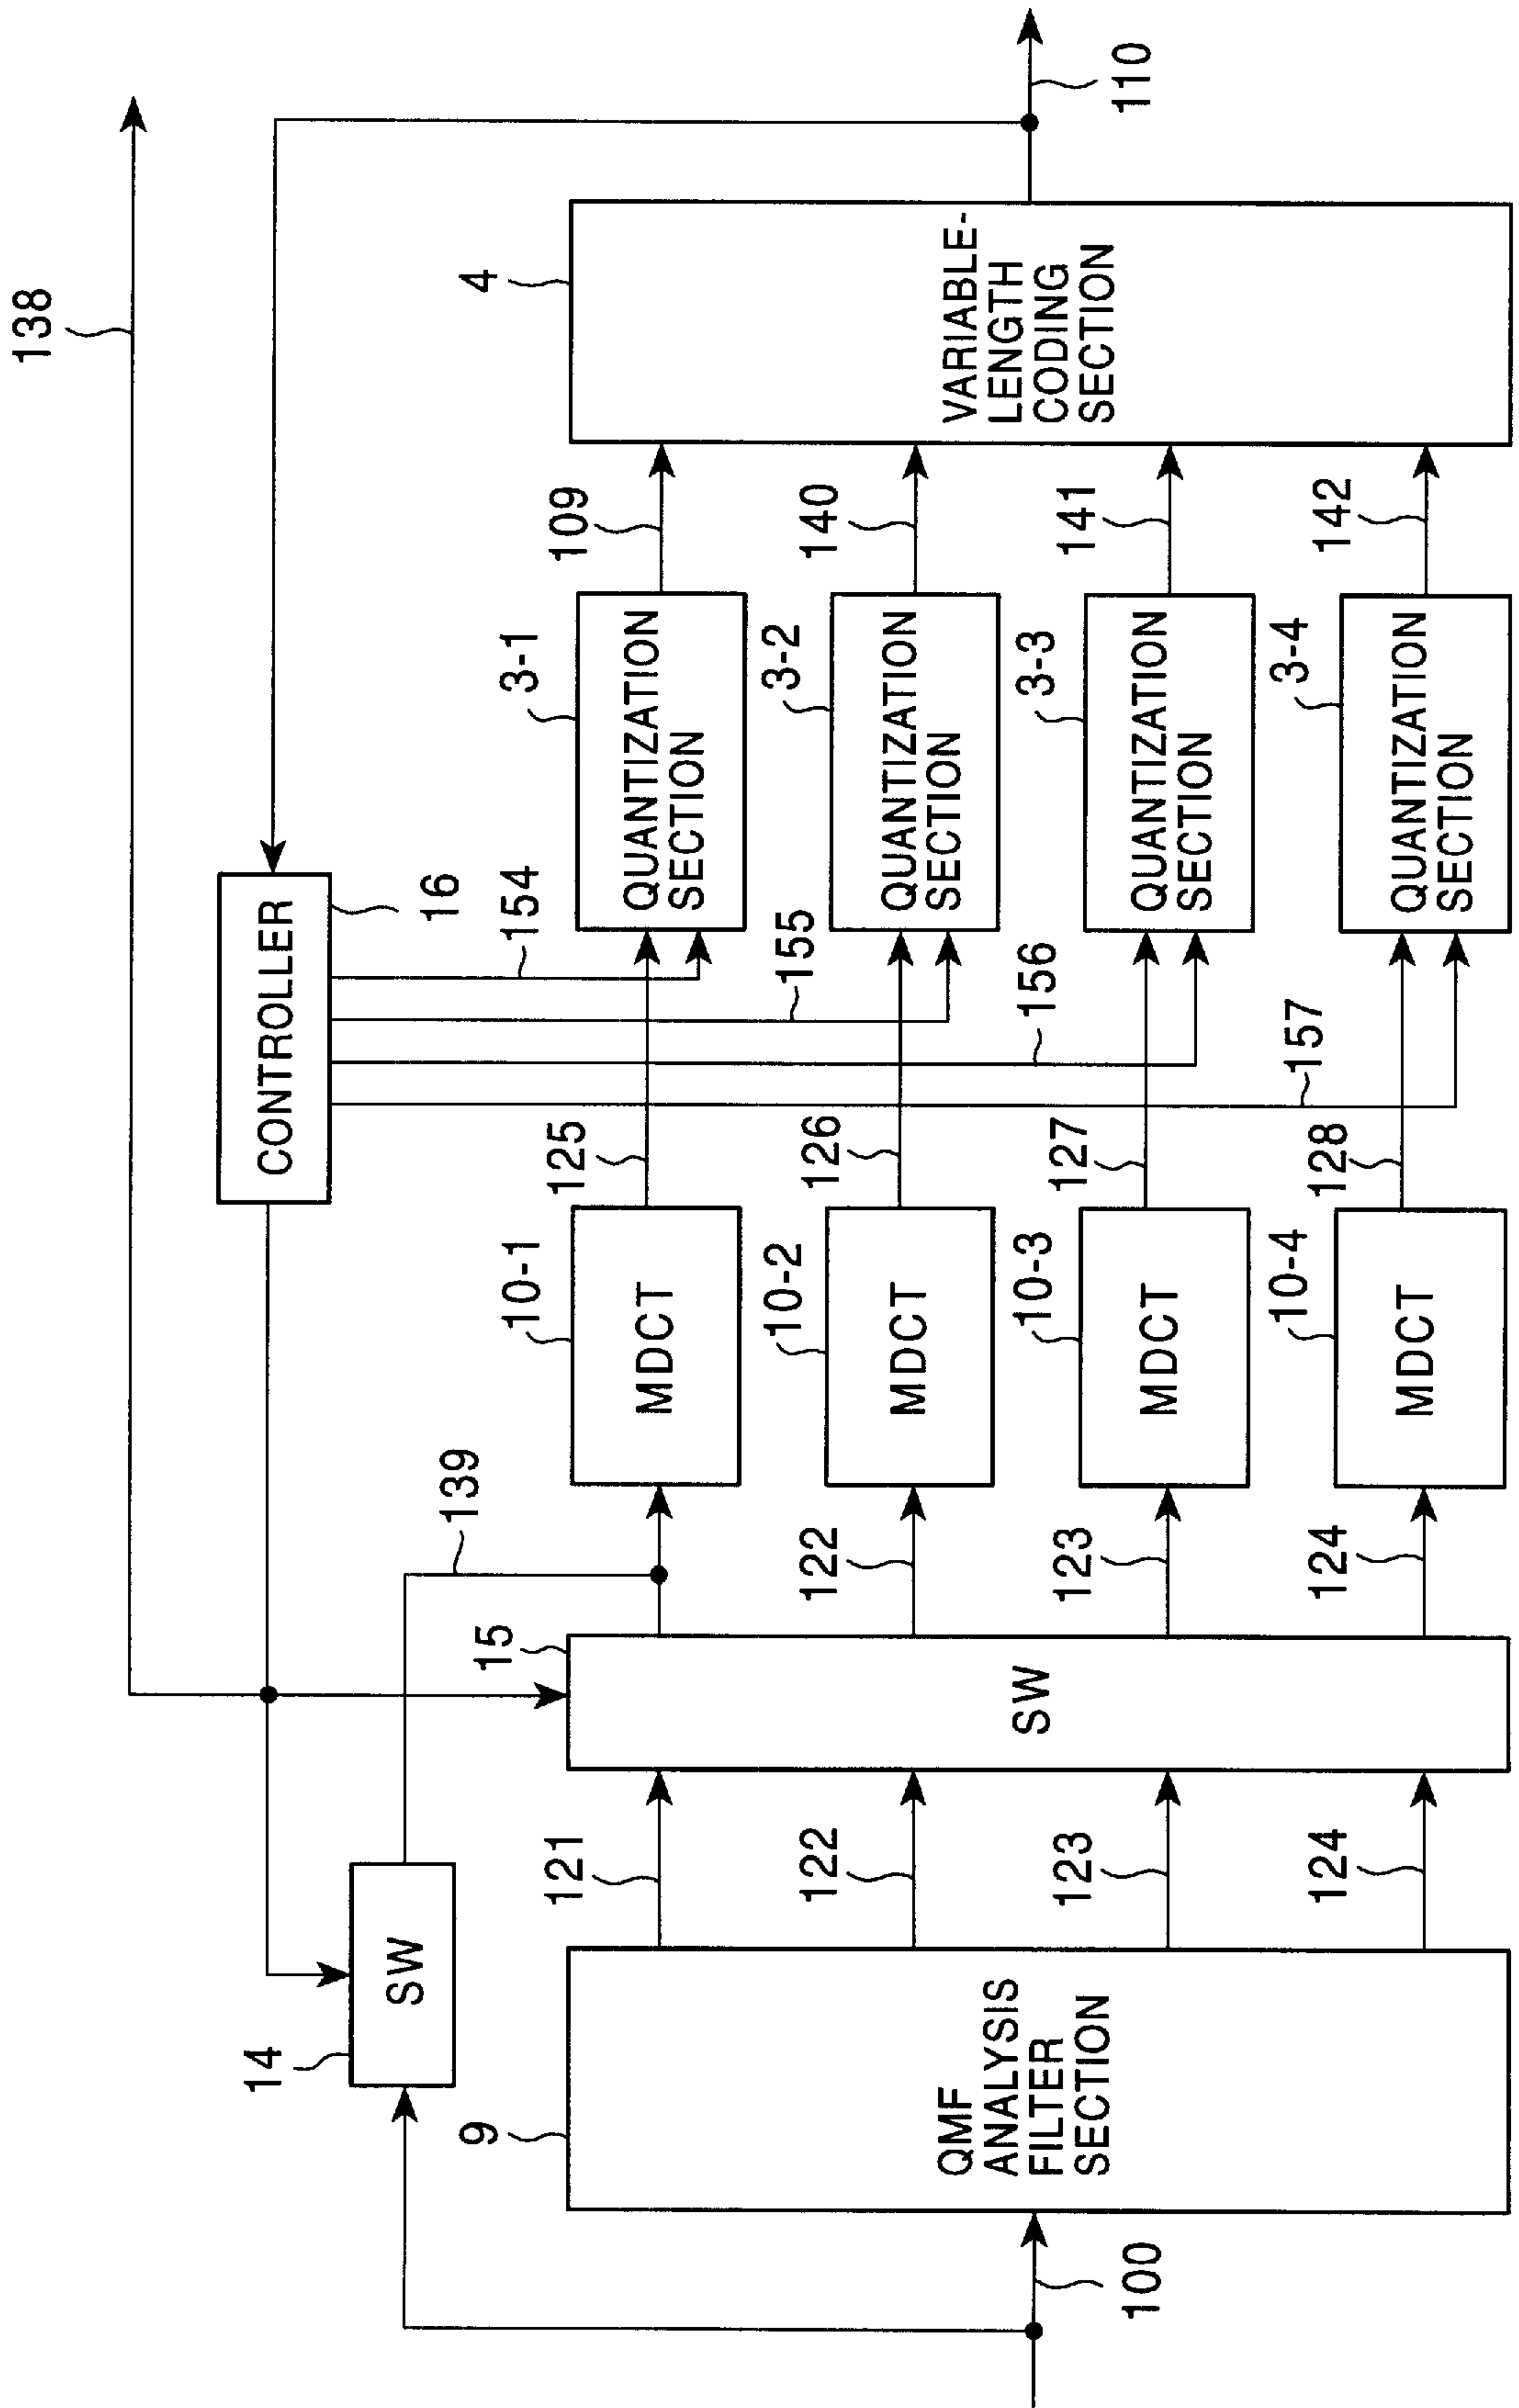 138
CONTROLLER
16
14
SW
139
154
155
156
157
110
9
QMF
ANALYSIS
FILTER
SECTION
100
121
122
123
124
15
SW
122
123
124
10-1
MDCT
125
10-2
MDCT
126
10-3
MDCT
127
10-4
MDCT
128
3-1
QUANTIZATION
SECTION
109
3-2
QUANTIZATION
SECTION
140
3-3
QUANTIZATION
SECTION
141
3-4
QUANTIZATION
SECTION
142
4
VARIABLE-
LENGTH
CODING
SECTION